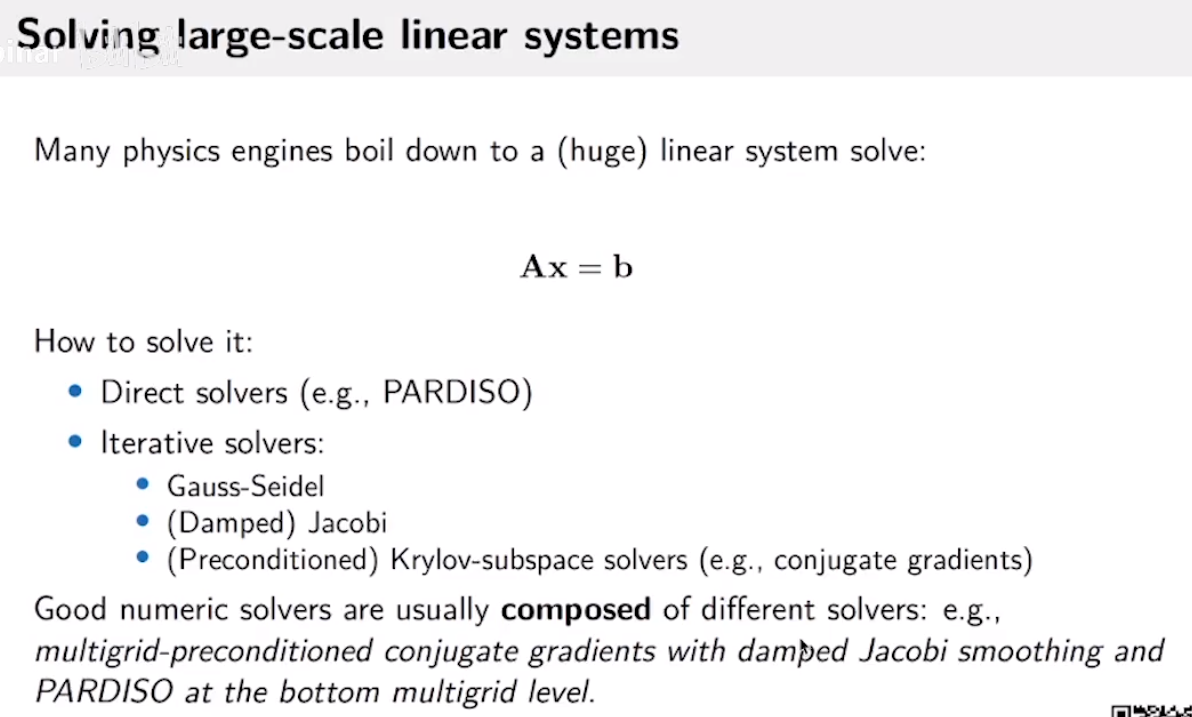 Solving large-scale linear systems
inar
Many physics engines boil down to a (huge) linear system solve:
Ax = b
How to solve it:
• Direct solvers (e.g., PARDISO)
• Iterative solvers:
• Gauss-Seidel
• (Damped) Jacobi
• (Preconditioned) Krylov-subspace solvers (e.g., conjugate gradients)
Good numeric solvers are usually composed of different solvers: e.g.,
multigrid-preconditioned conjugate gradients with damped Jacobi smoothing and
PARDISO at the bottom multigrid level.